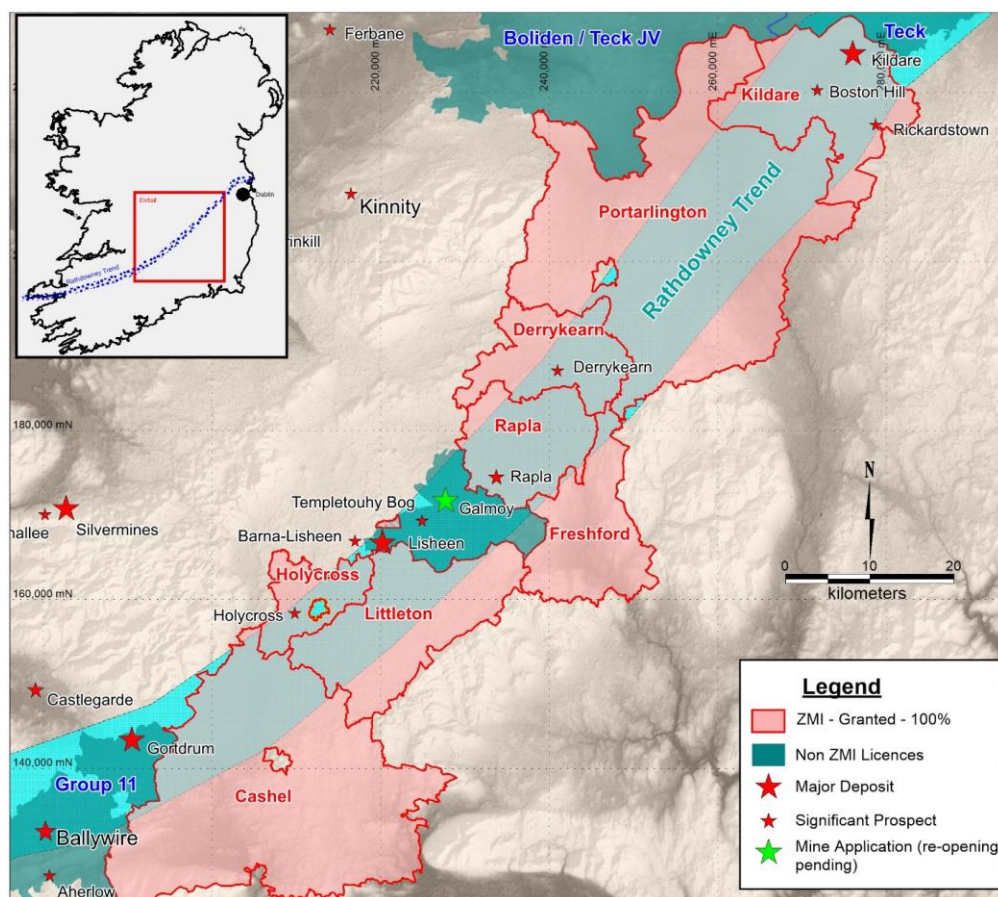 Detail
Dublin
Rathdowney Trend
Ferbane
Boliden / Teck JV
Teck
220,000 mE
240,000 mE
260,000 mE
280,000 mE
Kildare
Kildare
Boston Hill
Rickardstown
Kinnity
Portarlington
Rathdowney Trend
Derrykearn
Derrykearn
180,000 mN
Rapla
Rapla
Templetouhy Bog
Galmoy
Silvermines
Barna-Lisheen
Lisheen
Freshford
N
Holycross
160,000 mN
Holycross
Littleton
0
10
20
kilometers
Castlegarde
Gortdrum
140,000 mN
Group 11
Cashel
Ballywire
Aherlow
Legend
ZMI - Granted - 100%
Non ZMI Licences
Major Deposit
Significant Prospect
Mine Application (re-opening
pending)